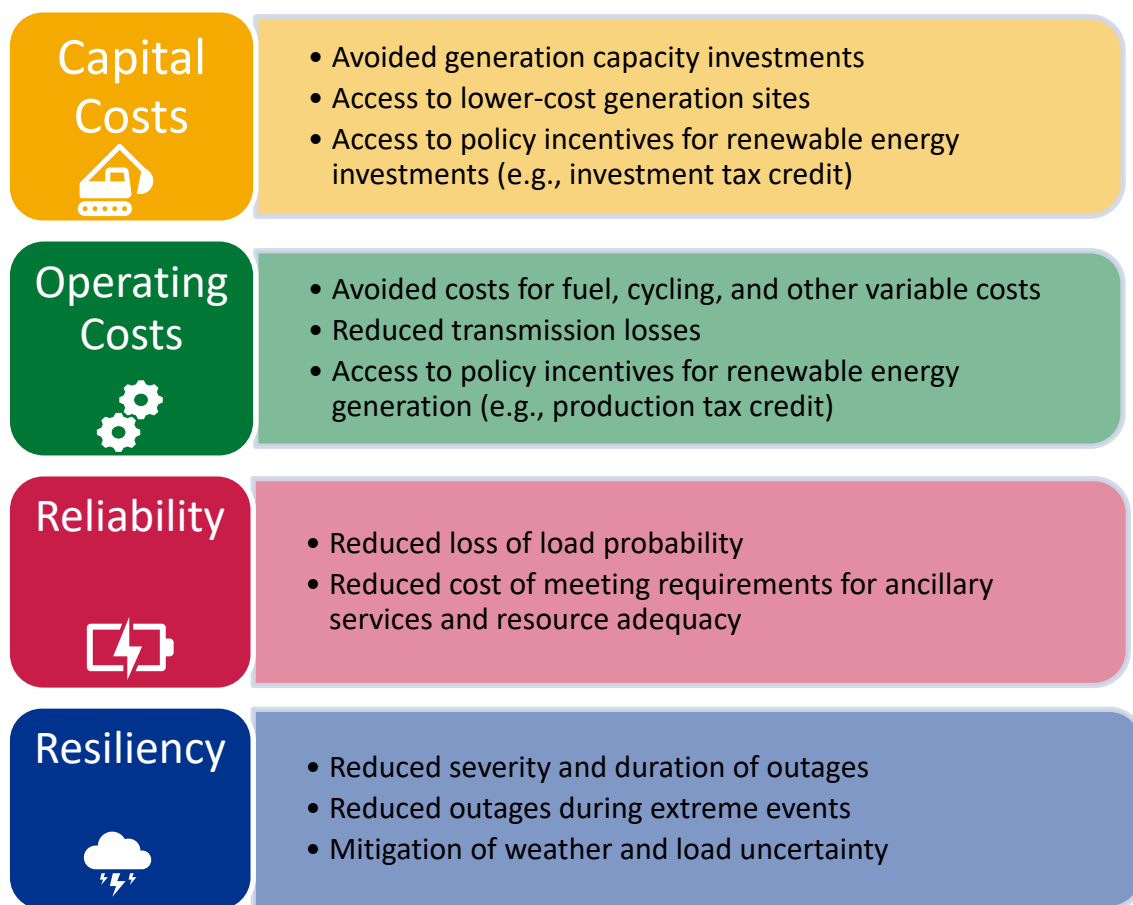 Capital
Costs
• Avoided generation capacity investments
• Access to lower-cost generation sites
• Access to policy incentives for renewable energy
investments (e.g., investment tax credit)
Operating
Costs
• Avoided costs for fuel, cycling, and other variable costs
• Reduced transmission losses
• Access to policy incentives for renewable energy
generation (e.g., production tax credit)
Reliability
• Reduced loss of load probability
• Reduced cost of meeting requirements for ancillary
services and resource adequacy
Resiliency
• Reduced severity and duration of outages
• Reduced outages during extreme events
• Mitigation of weather and load uncertainty